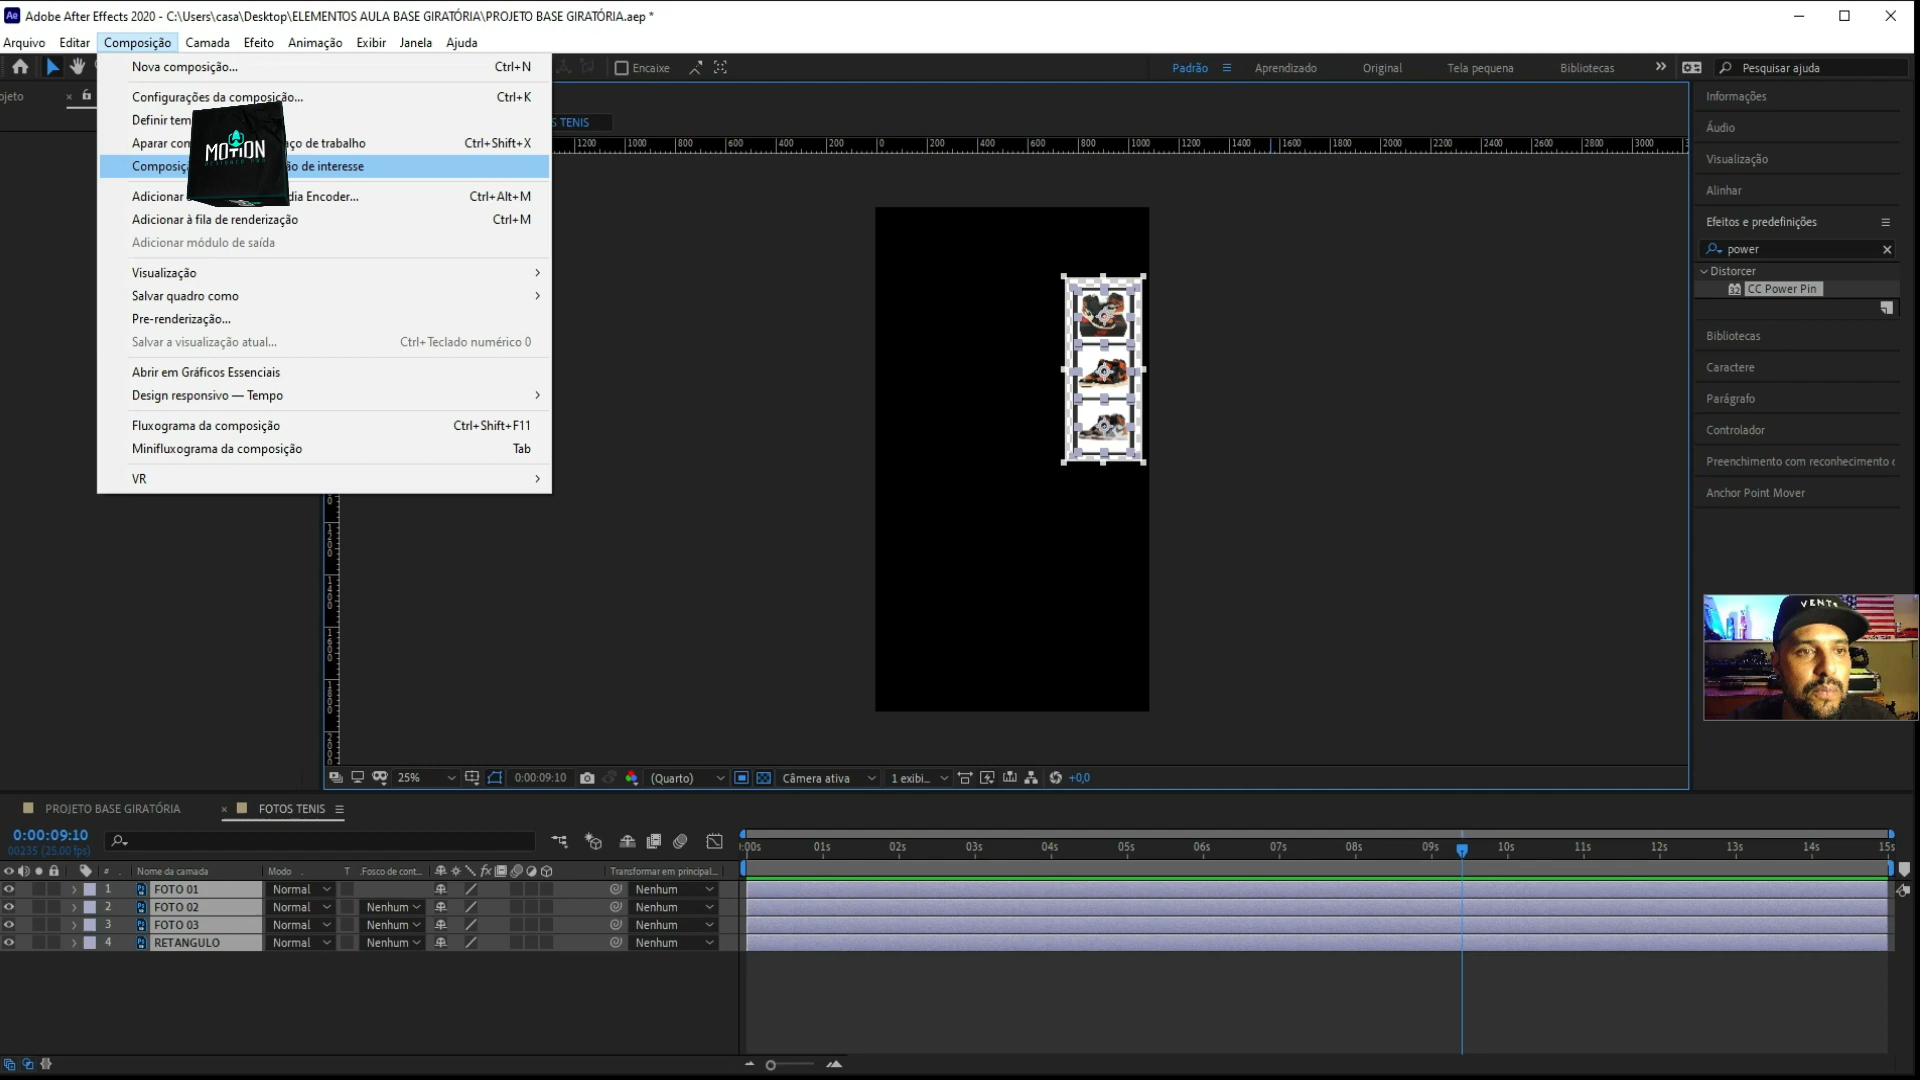 Adobe After Effects 2020 - C:\Users\casa\Desktop\ELEMENTOS AULA BASE GIRATÓRIA\PROJETO BASE GIRATÓRIA.aep *
Arquivo Editar Composição Camada Efeito Animação Exibir Janela Ajuda
Encaixe Padrão Aprendizado Original Tela pequena Bibliotecas Pesquisar ajuda
Nova composição... Ctrl+N
Configurações da composição... Ctrl+K
Definir
Aparar Ctrl+Shift+X
de trabalho
de interesse
Adicionar Encoder... Ctrl+Alt+M
Adicionar à fila de renderização Ctrl+M
Adicionar módulo de saída
Visualização
Salvar quadro como
Pre-renderização...
Salvar a visualização atual... Ctrl+Teclado numérico 0
Abrir em Gráficos Essenciais
Design responsivo — Tempo
Fluxograma da composição Ctrl+Shift+F11
Minifluxograma da composição Tab
VR
MOTION
1200 1000 800 600 400 200 0 200 400 600 800 1000 1200 1400 1600 1800 2000 2200 2400 2600 2800 3000
Informações
Áudio
Visualização
Alinhar
Efeitos e predefinições
power
Distorcer
32 CC Power Pin
Bibliotecas
Caractere
Parágrafo
Controlador
Preenchimento com reconhecimento
Anchor Point Mover
25% 0:00:09:10 (Quarto) Câmera ativa 1 exibi... +0,0
PROJETO BASE GIRATÓRIA FOTOS TENIS
0:00:09:10
00235 (25.00 fps)
:00s 01s 02s 03s 04s 05s 06s 07s 08s 09s 10s 11s 12s 13s 14s 15s
# Nome da camada Modo T .Fosco de cont... Transformar em principal...
1 FOTO 01 Normal Nenhum
2 FOTO 02 Normal Nenhum Nenhum
3 FOTO 03 Normal Nenhum Nenhum
4 RETANGULO Normal Nenhum Nenhum